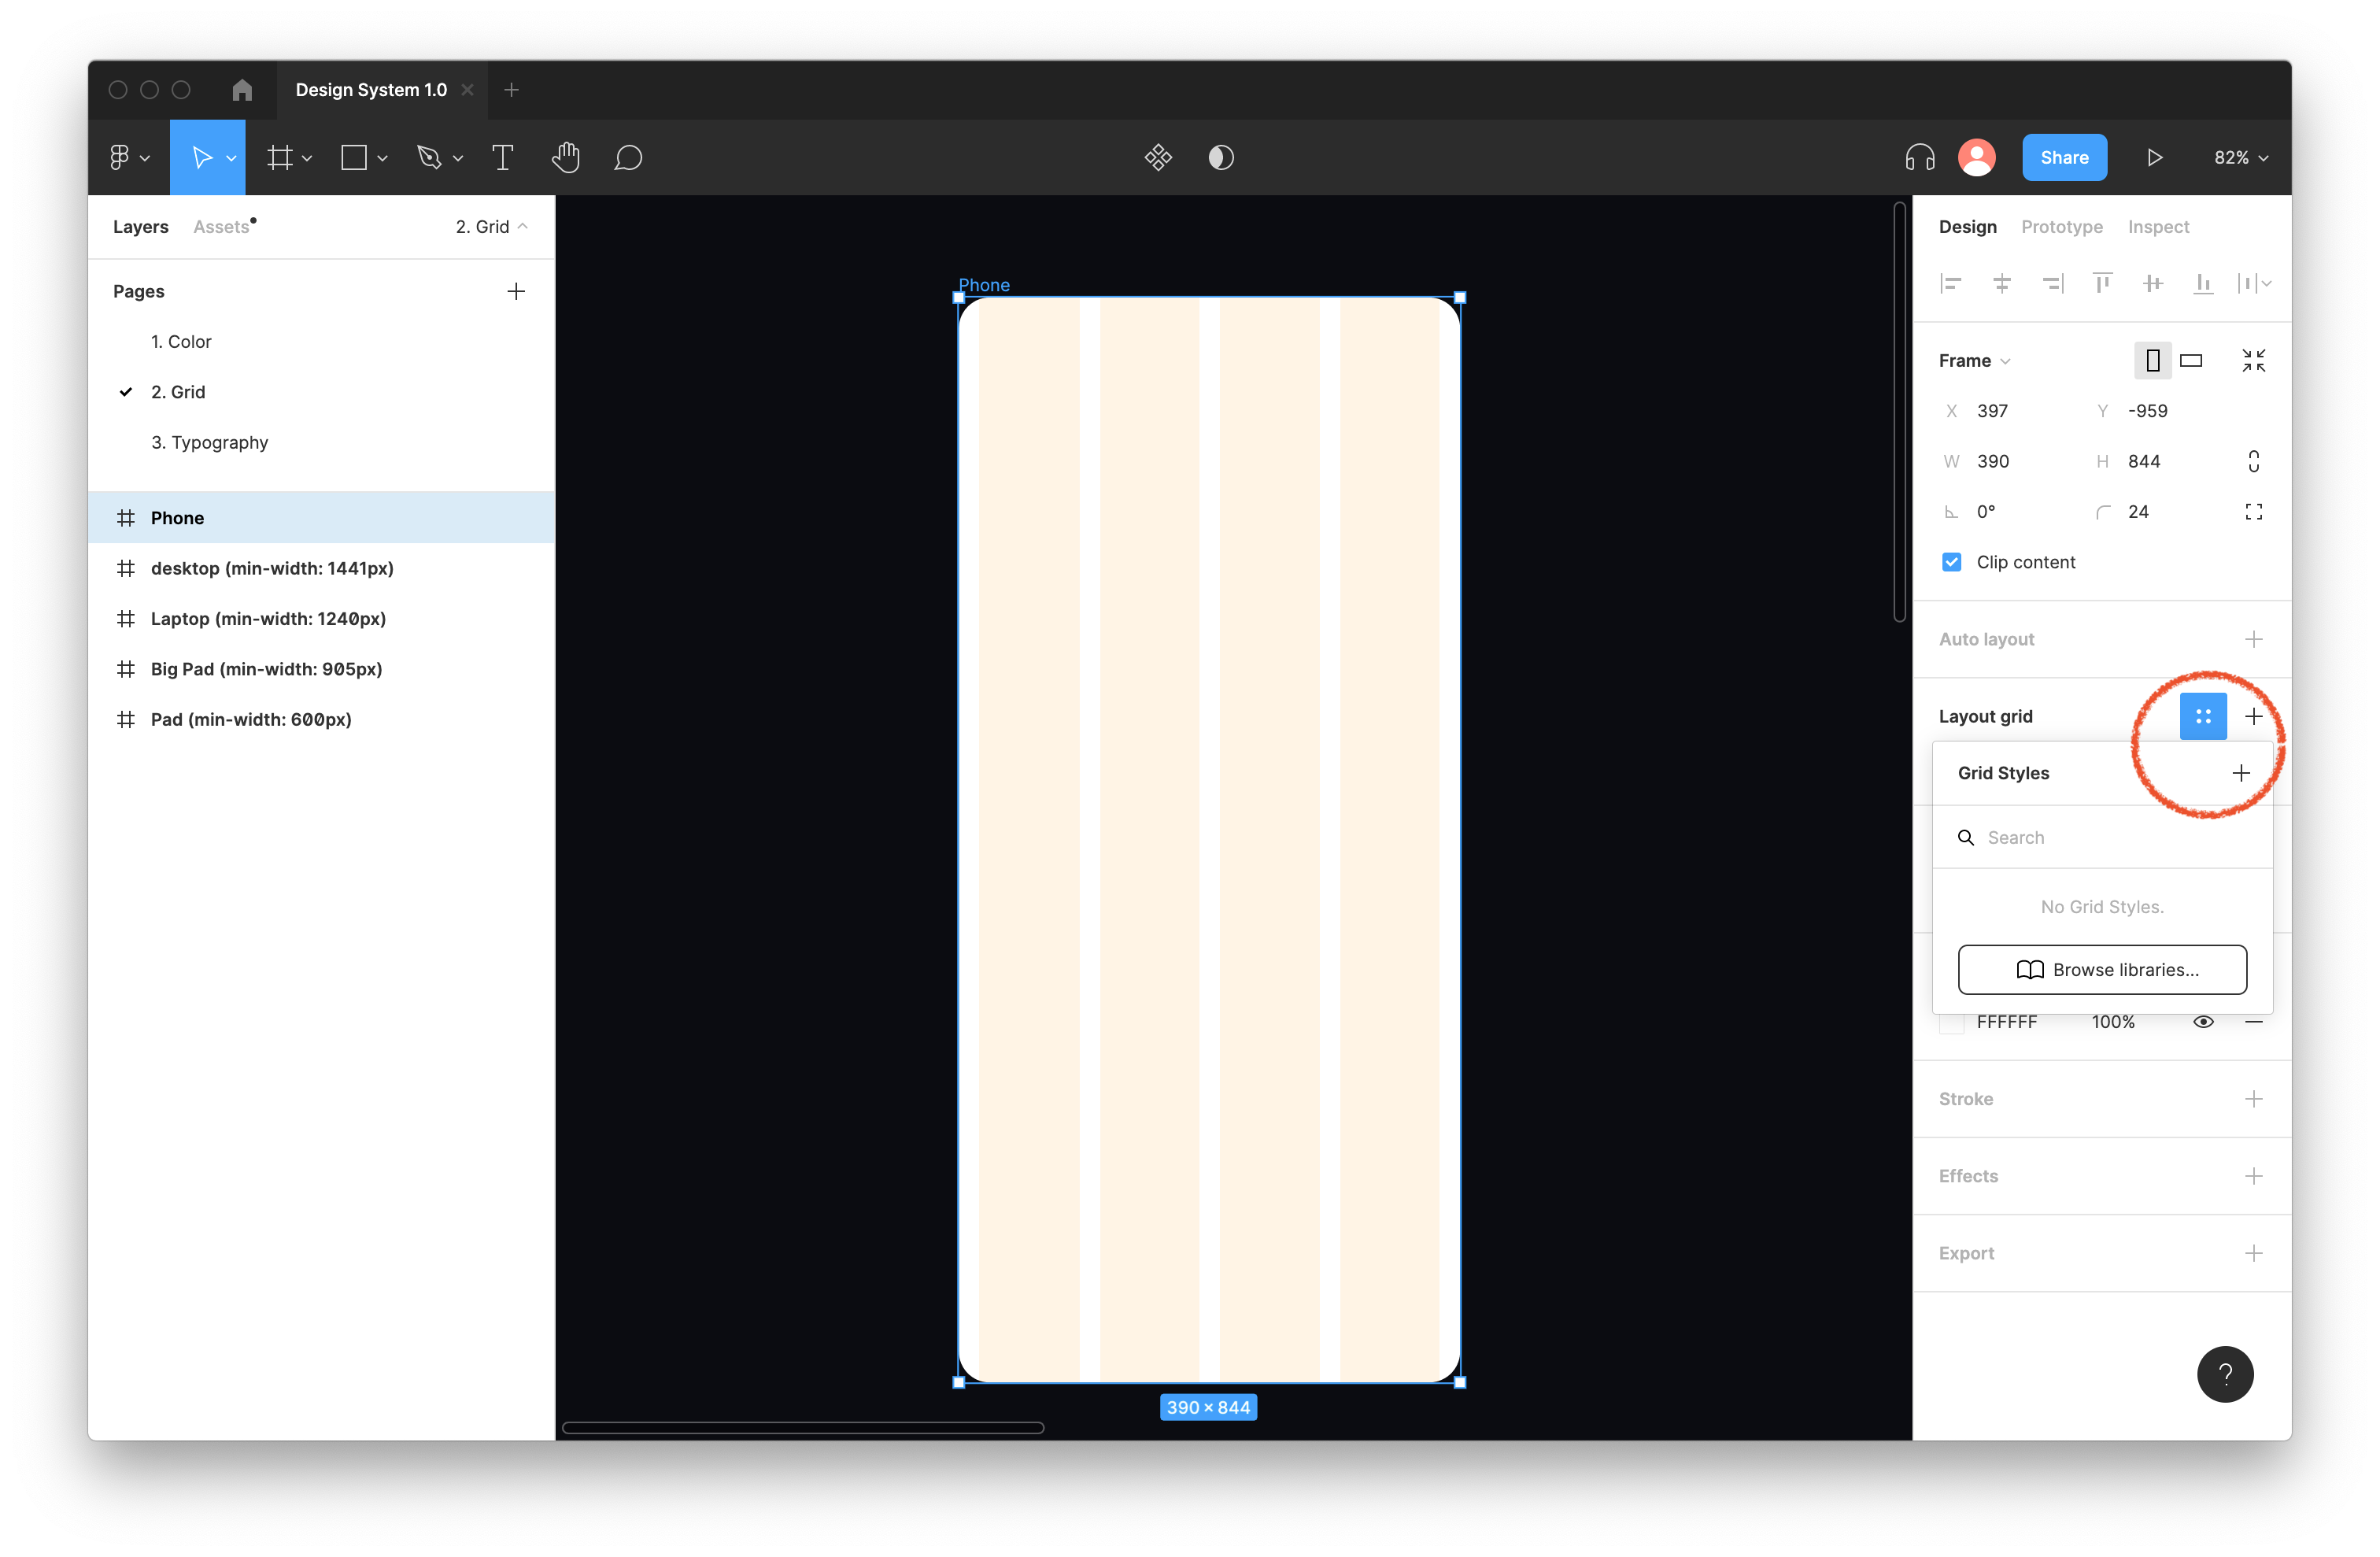 Design System 1.0
Share
82%
Layers
Assets
2. Grid
Pages
1. Color
2. Grid
3. Typography
Phone
desktop (min-width: 1441px)
Laptop (min-width: 1240px)
Big Pad (min-width: 905px)
Pad (min-width: 600px)
Phone
390 × 844
Design
Prototype
Inspect
Frame
X 397
Y -959
W 390
H 844
0°
24
Clip content
Auto layout
Layout grid
Grid Styles
Search
No Grid Styles.
Browse libraries...
FFFFFF
100%
Stroke
Effects
Export
?